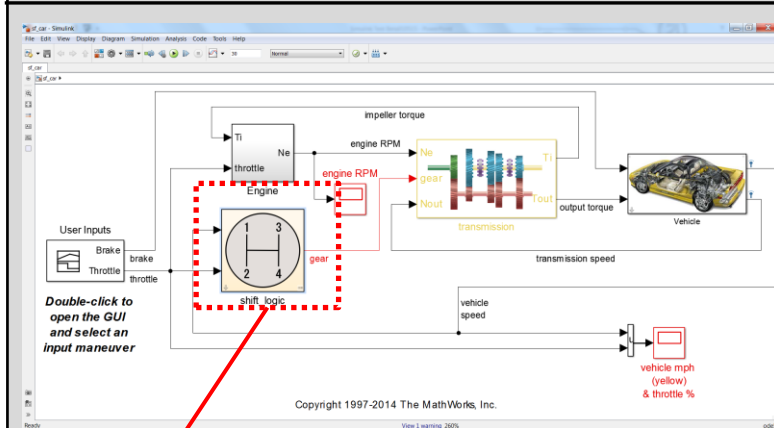 sf_car - Simulink
File Edit View Display Diagram Simulation Analysis Code Tools Help
30
Normal
sf_car
sf_car
impeller torque
Ti
Ne
throttle
Engine
engine RPM
engine RPM
Ne
gear
Nout
Ti
Tout
transmission
output torque
Vehicle
transmission speed
User Inputs
Brake
Throttle
brake
throttle
1 3
2 4
shift_logic
gear
Double-click to
open the GUI
and select an
input maneuver
vehicle
speed
vehicle mph
(yellow)
& throttle %
Copyright 1997-2014 The MathWorks, Inc.
Ready
View 1 warning
260%